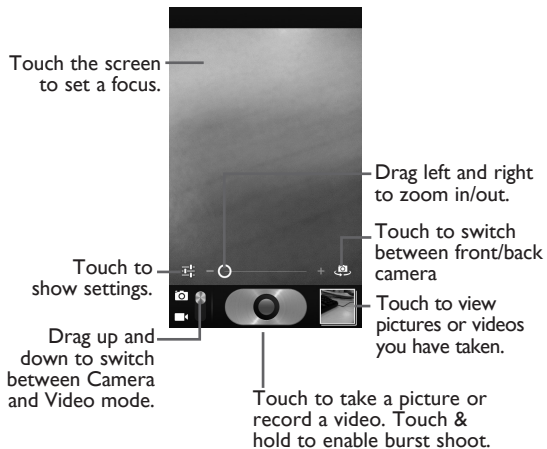 Touch the screen
to set a focus.
Drag left and right
to zoom in/out.
Touch to switch
between front/back
camera
Touch to
show settings.
Touch to view
pictures or videos
you have taken.
Drag up and
down to switch
between Camera
and Video mode.
Touch to take a picture or
record a video. Touch &
hold to enable burst shoot.